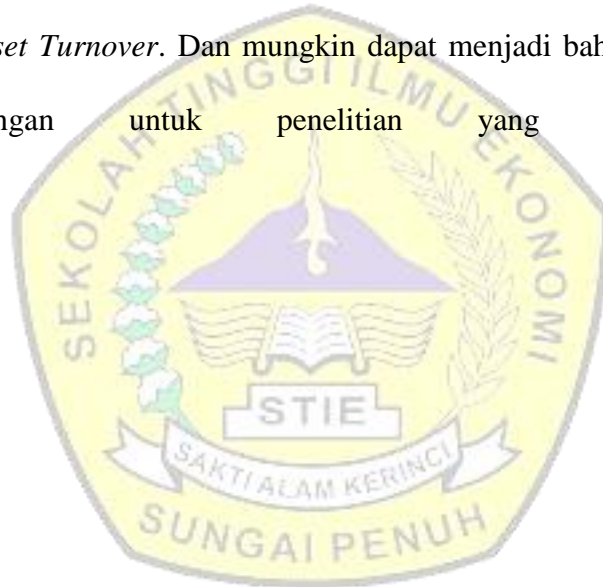 set Turnover. Dan mungkin dapat menjadi bah
ngan untuk penelitian yang
SEKOLAH TINGGI ILMU EKONOMI
STIE
SAKTI ALAM KERINCI
SUNGAI PENUH